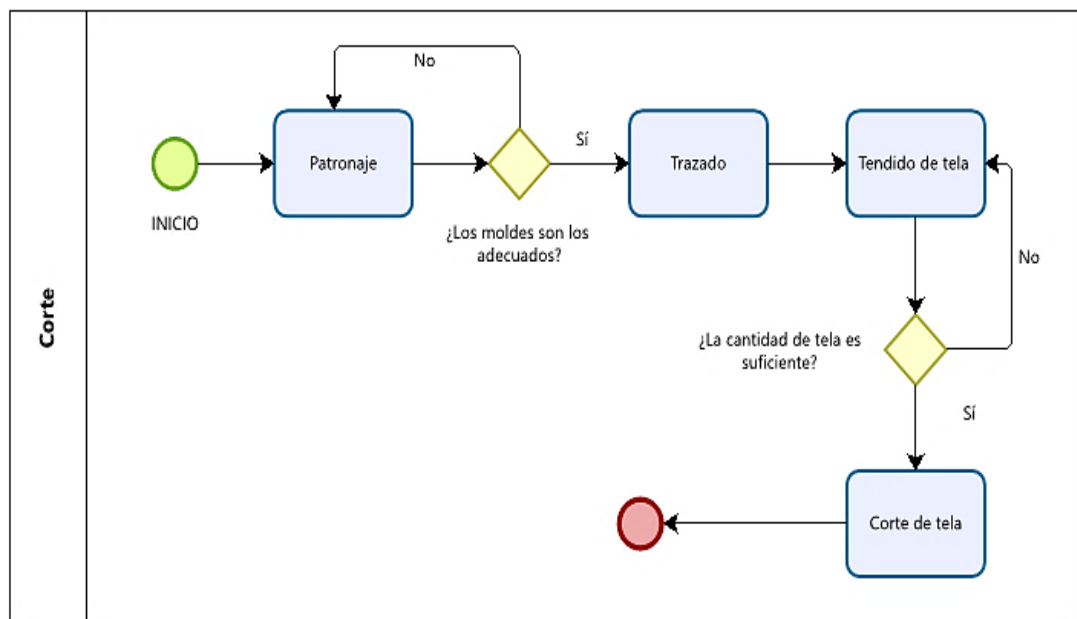 Corte
INICIO
Patronaje
No
¿Los moldes son los
adecuados?
Sí
Trazado
Tendido de tela
No
¿La cantidad de tela es
suficiente?
Sí
Corte de tela